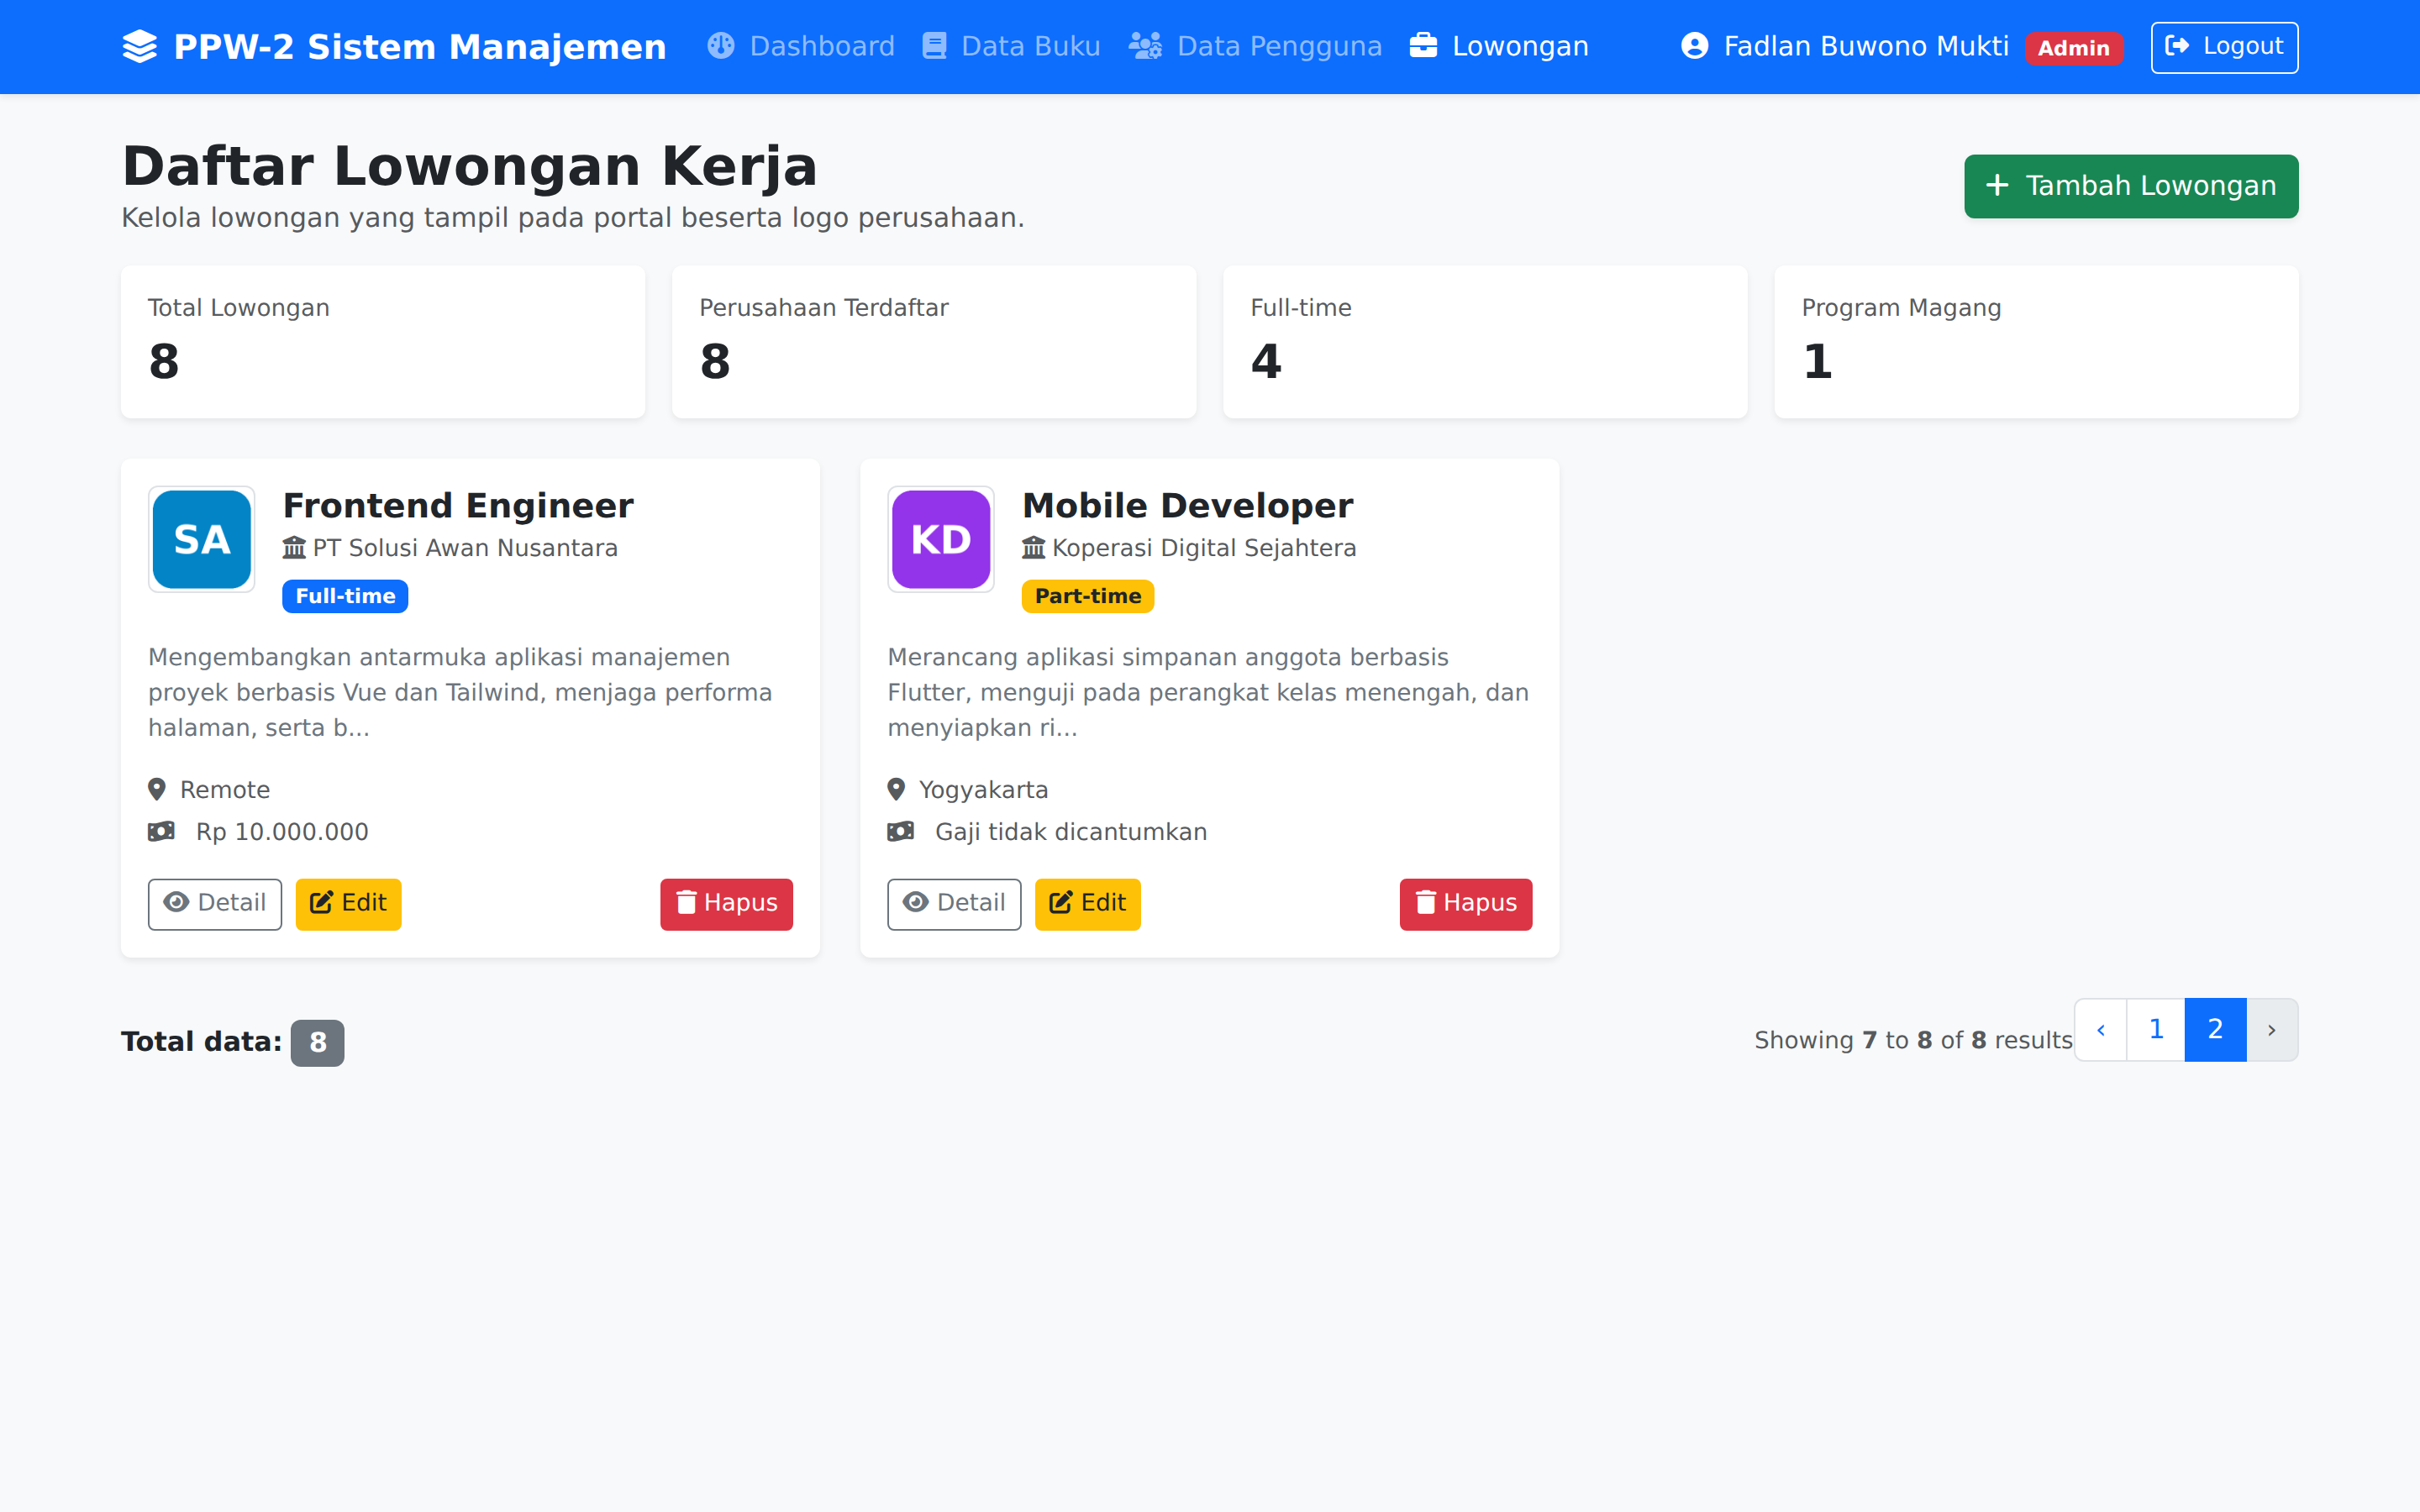 PPW-2 Sistem Manajemen Dashboard Data Buku Data Pengguna Lowongan Fadlan Buwono Mukti Admin Logout
Daftar Lowongan Kerja
Kelola lowongan yang tampil pada portal beserta logo perusahaan.
+ Tambah Lowongan
Total Lowongan
8
Perusahaan Terdaftar
8
Full-time
4
Program Magang
1
SA
Frontend Engineer
PT Solusi Awan Nusantara
Full-time
Mengembangkan antarmuka aplikasi manajemen
proyek berbasis Vue dan Tailwind, menjaga performa
halaman, serta b...
Remote
Rp 10.000.000
Detail Edit Hapus
KD
Mobile Developer
Koperasi Digital Sejahtera
Part-time
Merancang aplikasi simpanan anggota berbasis
Flutter, menguji pada perangkat kelas menengah, dan
menyiapkan ri...
Yogyakarta
Gaji tidak dicantumkan
Detail Edit Hapus
Total data: 8
Showing 7 to 8 of 8 results ‹ 1 2 ›